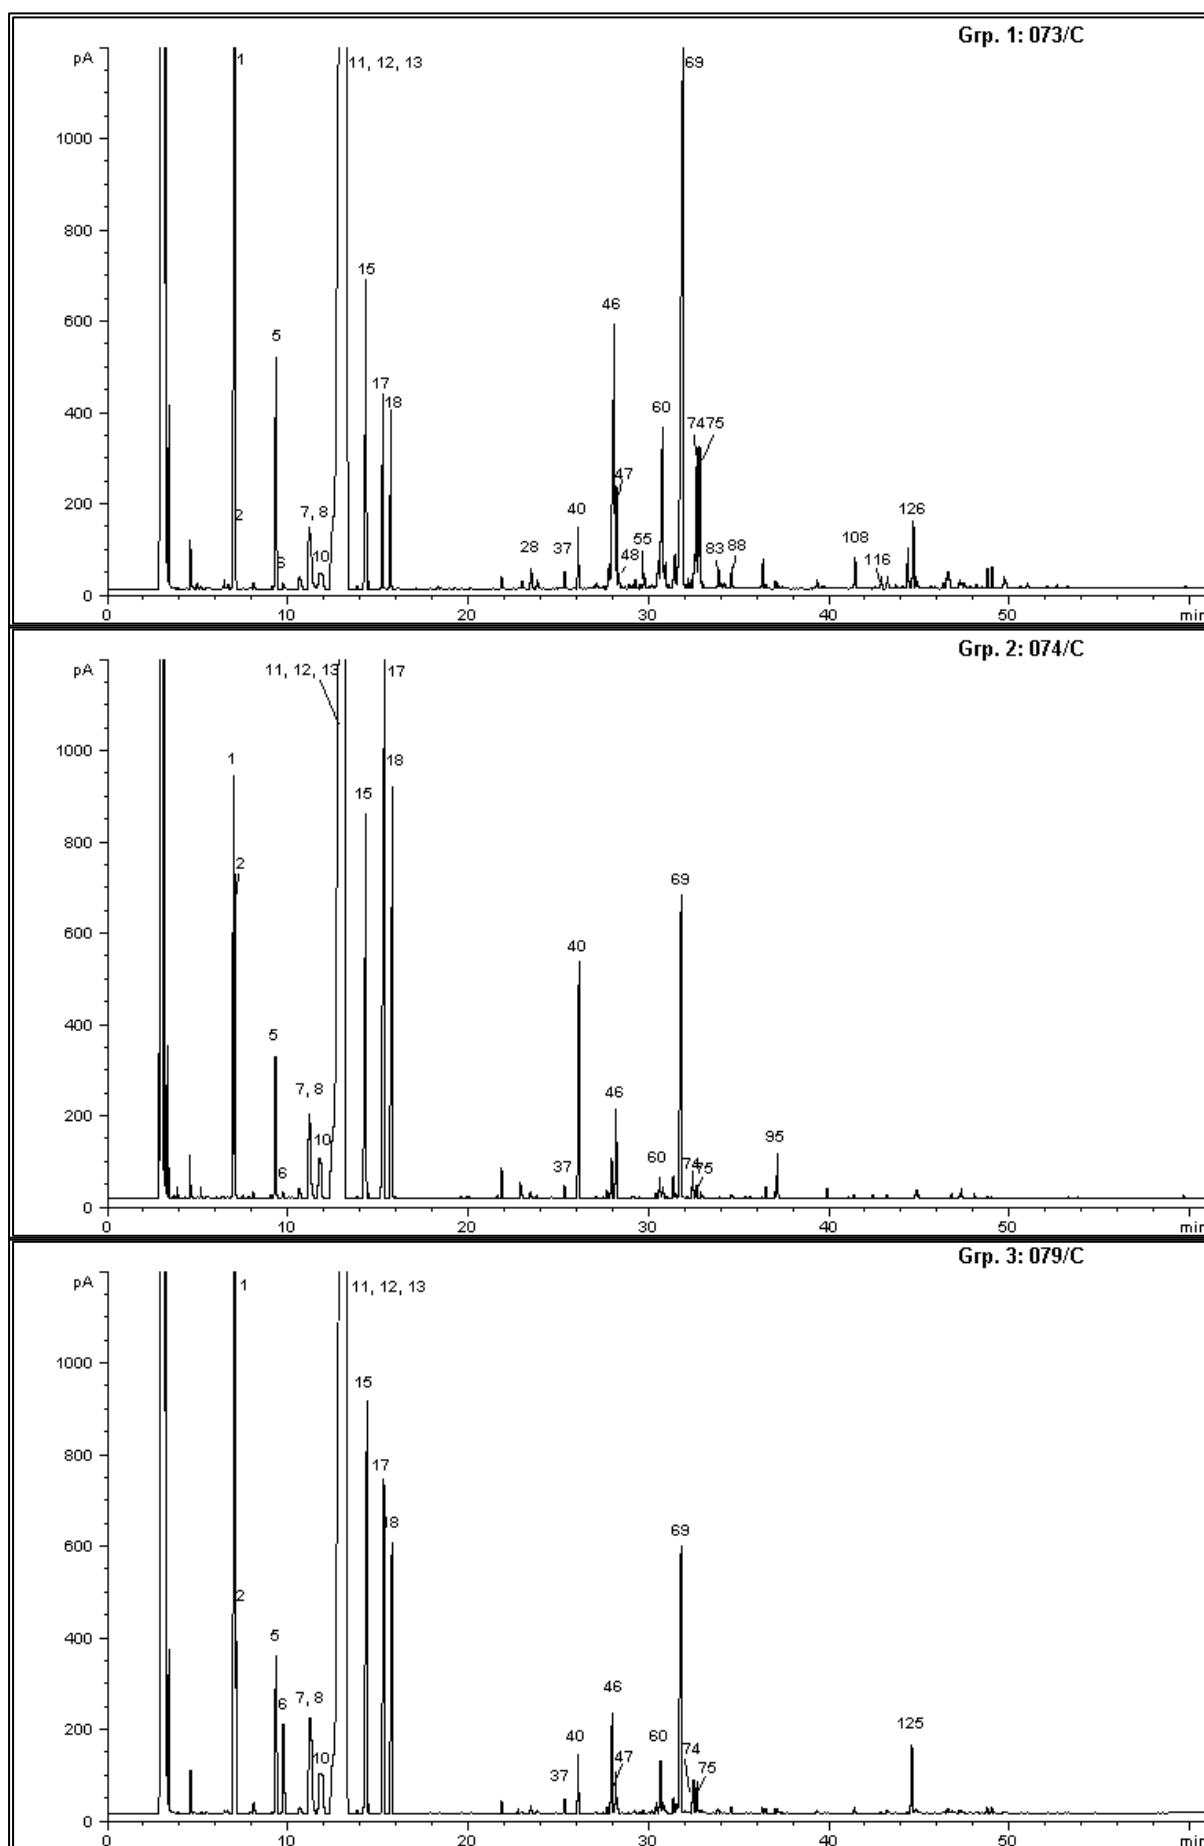 Grp. 1: 073/C
pA
1 11, 12, 13 69
1000
800
15
600
5 46
17
18
400
60
74 75
47
200
2
7, 8 40
126
6 10 28 37 48 55 83 88 108 116
0
0 10 20 30 40 50 min
Grp. 2: 074/C
pA
11, 12, 13 17
1000
1 18
800
15
2
69
600
40
400
5
200
7, 8 46
95
6 10 37 60 74 75
0
0 10 20 30 40 50 min
Grp. 3: 079/C
pA
1 11, 12, 13
1000
15
800
17
18
600
69
2
400
5
6 7, 8 46
200
40 60 125
10 37 47 74 75
0
0 10 20 30 40 50 min